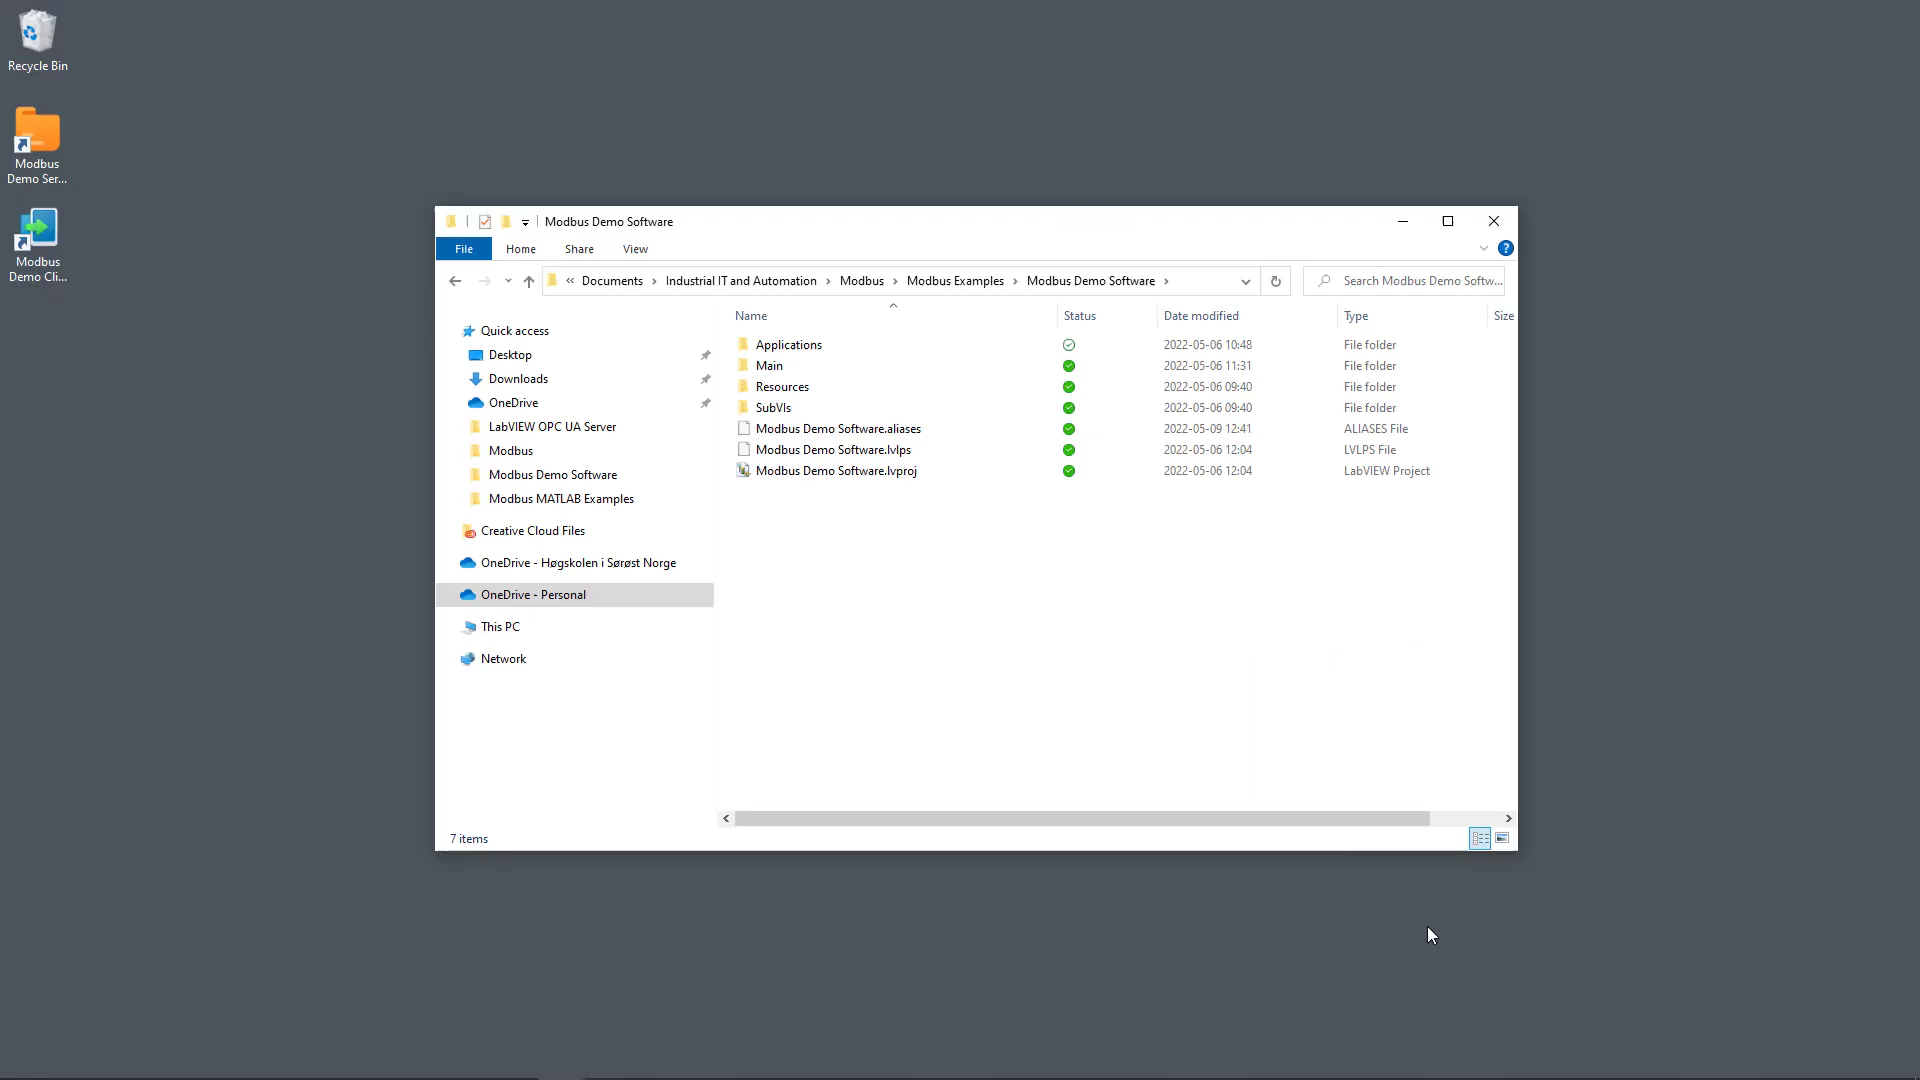 Recycle Bin
Modbus
Demo Ser...
Modbus
Demo Cli...
Modbus Demo Software
File Home Share View
« Documents › Industrial IT and Automation › Modbus › Modbus Examples › Modbus Demo Software ›
Search Modbus Demo Softw...
Quick access
Desktop
Downloads
OneDrive
LabVIEW OPC UA Server
Modbus
Modbus Demo Software
Modbus MATLAB Examples
Creative Cloud Files
OneDrive - Høgskolen i Sørøst Norge
OneDrive - Personal
This PC
Network
Name Status Date modified Type Size
Applications 2022-05-06 10:48 File folder
Main 2022-05-06 11:31 File folder
Resources 2022-05-06 09:40 File folder
SubVIs 2022-05-06 09:40 File folder
Modbus Demo Software.aliases 2022-05-09 12:41 ALIASES File
Modbus Demo Software.lvlps 2022-05-06 12:04 LVLPS File
Modbus Demo Software.lvproj 2022-05-06 12:04 LabVIEW Project
7 items